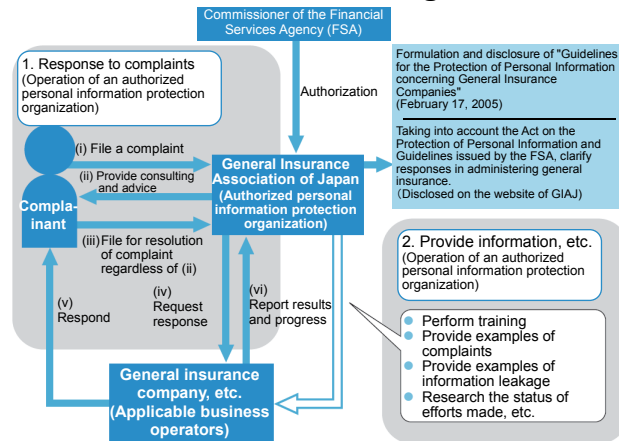 Commissioner of the Financial
Services Agency (FSA)
1. Response to complaints
(Operation of an authorized
personal information protection
organization)
Authorization
Formulation and disclosure of "Guidelines
for the Protection of Personal Information
concerning General Insurance
Companies"
(February 17, 2005)
Taking into account the Act on the
Protection of Personal Information and
Guidelines issued by the FSA, clarify
responses in administering general
insurance.
(Disclosed on the website of GIAJ)
(i) File a complaint
(ii) Provide consulting
and advice
Compla-
inant
General Insurance
Association of Japan
(Authorized personal
information protection
organization)
(iii) File for resolution
of complaint
regardless of (ii)
(iv)
Request
response
(v)
Respond
(vi)
Report results
and progress
General insurance
company, etc.
(Applicable business
operators)
2. Provide information, etc.
(Operation of an authorized
personal information protection
organization)
● Perform training
● Provide examples of
complaints
● Provide examples of
information leakage
● Research the status of
efforts made, etc.